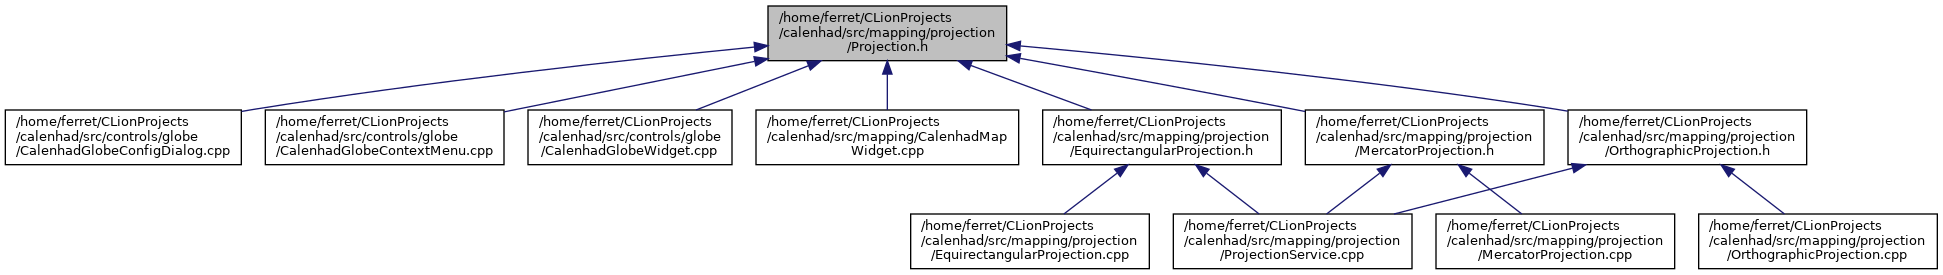 /home/ferret/CLionProjects
/calenhad/src/mapping/projection
/Projection.h
/home/ferret/CLionProjects
/calenhad/src/controls/globe
/CalenhadGlobeConfigDialog.cpp
/home/ferret/CLionProjects
/calenhad/src/controls/globe
/CalenhadGlobeContextMenu.cpp
/home/ferret/CLionProjects
/calenhad/src/controls/globe
/CalenhadGlobeWidget.cpp
/home/ferret/CLionProjects
/calenhad/src/mapping/CalenhadMap
Widget.cpp
/home/ferret/CLionProjects
/calenhad/src/mapping/projection
/EquirectangularProjection.h
/home/ferret/CLionProjects
/calenhad/src/mapping/projection
/MercatorProjection.h
/home/ferret/CLionProjects
/calenhad/src/mapping/projection
/OrthographicProjection.h
/home/ferret/CLionProjects
/calenhad/src/mapping/projection
/EquirectangularProjection.cpp
/home/ferret/CLionProjects
/calenhad/src/mapping/projection
/ProjectionService.cpp
/home/ferret/CLionProjects
/calenhad/src/mapping/projection
/MercatorProjection.cpp
/home/ferret/CLionProjects
/calenhad/src/mapping/projection
/OrthographicProjection.cpp